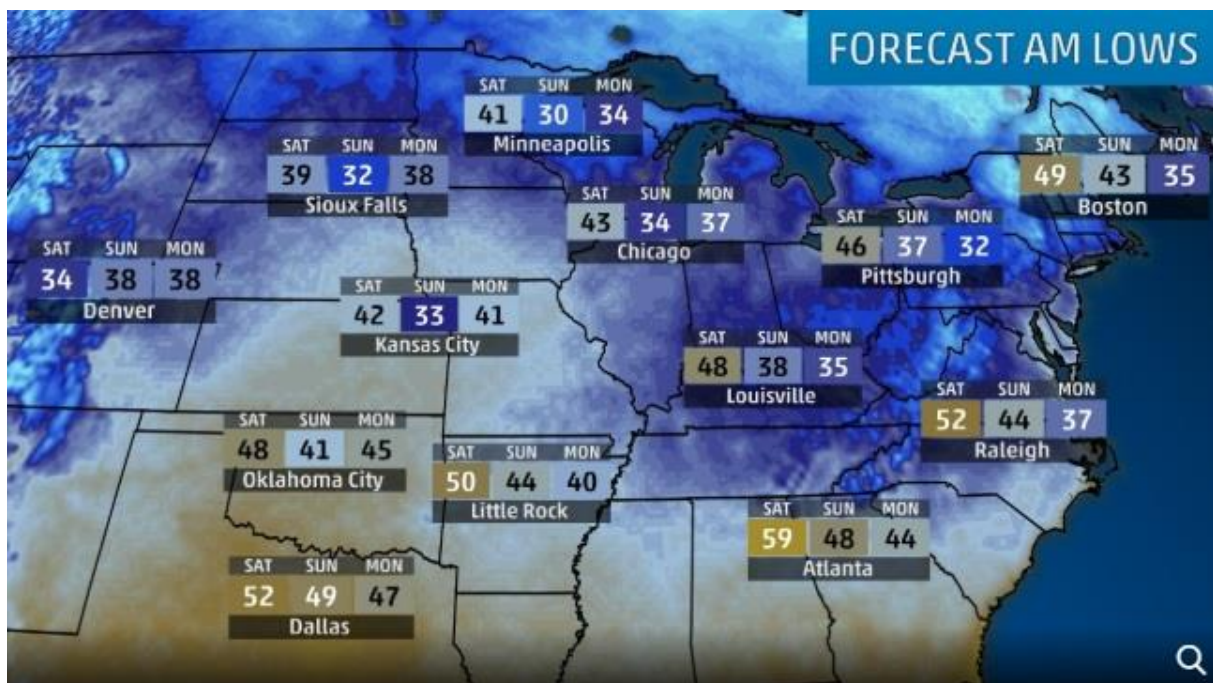 FORECAST AM LOWS
SAT SUN MON
41 30 34
Minneapolis
SAT SUN MON
39 32 38
Sioux Falls
SAT SUN MON
49 43 35
Boston
SAT SUN MON
43 34 37
Chicago
SAT SUN MON
46 37 32
Pittsburgh
SAT SUN MON
34 38 38
Denver
SAT SUN MON
42 33 41
Kansas City
SAT SUN MON
48 38 35
Louisville
SAT SUN MON
52 44 37
Raleigh
SAT SUN MON
48 41 45
Oklahoma City
SAT SUN MON
50 44 40
Little Rock
SAT SUN MON
59 48 44
Atlanta
SAT SUN MON
52 49 47
Dallas